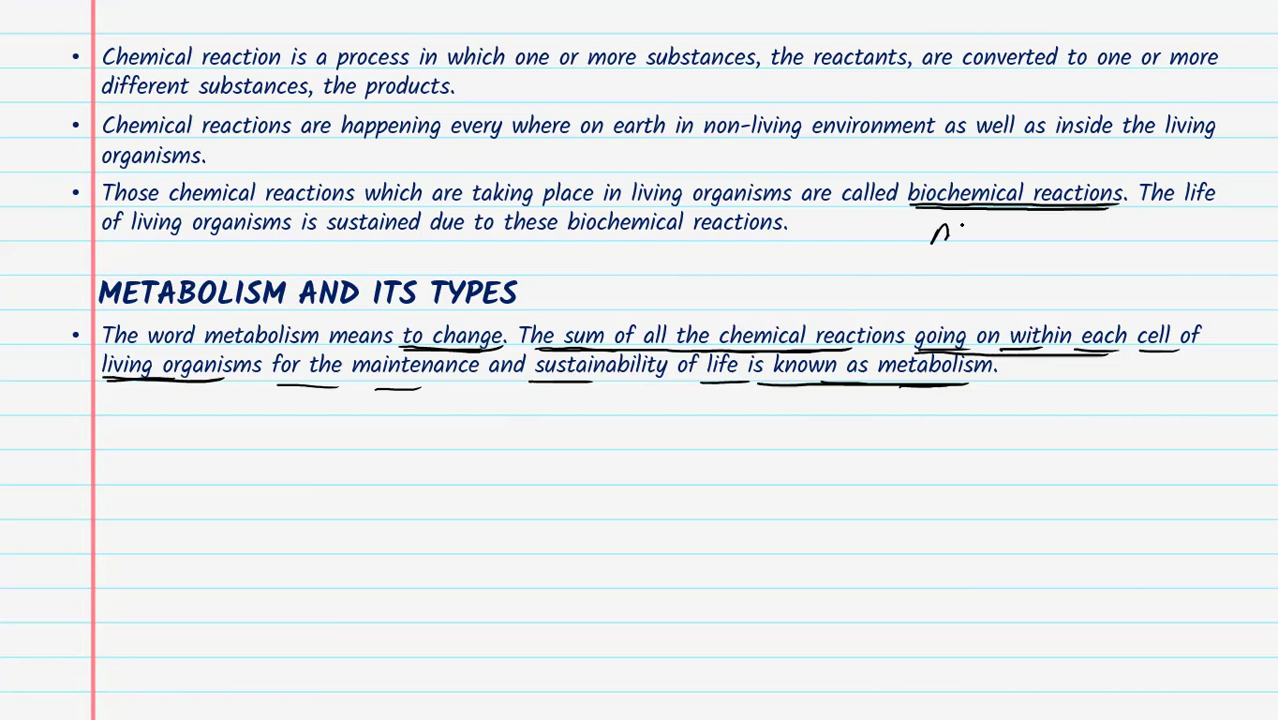 • Chemical reaction is a process in which one or more substances, the reactants, are converted to one or more
different substances, the products.
• Chemical reactions are happening every where on earth in non-living environment as well as inside the living
organisms.
• Those chemical reactions which are taking place in living organisms are called biochemical reactions. The life
of living organisms is sustained due to these biochemical reactions.
METABOLISM AND ITS TYPES
• The word metabolism means to change. The sum of all the chemical reactions going on within each cell of
living organisms for the maintenance and sustainability of life is known as metabolism.